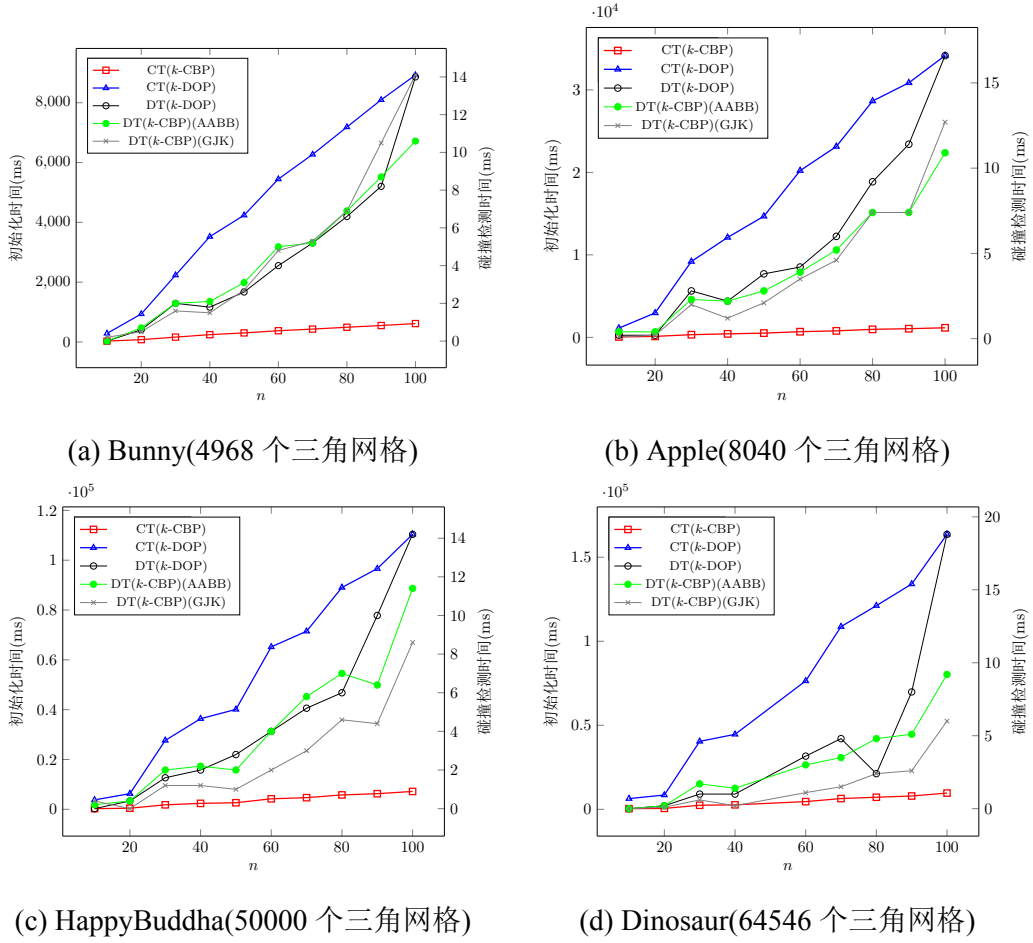 ·10⁴
CT(k-CBP)
CT(k-DOP)
DT(k-DOP)
DT(k-CBP)(AABB)
DT(k-CBP)(GJK)
8,000
6,000
4,000
2,000
0
初始化时间(ms)
14
12
10
8
6
4
2
0
碰撞检测时间(ms)
20 40 60 80 100
n
(a) Bunny(4968 个三角网格)
CT(k-CBP)
CT(k-DOP)
DT(k-DOP)
DT(k-CBP)(AABB)
DT(k-CBP)(GJK)
3
2
1
0
初始化时间(ms)
15
10
5
0
碰撞检测时间(ms)
0 20 40 60 80 100
n
(b) Apple(8040 个三角网格)
·10⁵
CT(k-CBP)
CT(k-DOP)
DT(k-DOP)
DT(k-CBP)(AABB)
DT(k-CBP)(GJK)
1.2
1
0.8
0.6
0.4
0.2
0
初始化时间(ms)
14
12
10
8
6
4
2
0
碰撞检测时间(ms)
20 40 60 80 100
n
(c) HappyBuddha(50000 个三角网格)
·10⁵
CT(k-CBP)
CT(k-DOP)
DT(k-DOP)
DT(k-CBP)(AABB)
DT(k-CBP)(GJK)
1.5
1
0.5
0
初始化时间(ms)
20
15
10
5
0
碰撞检测时间(ms)
20 40 60 80 100
n
(d) Dinosaur(64546 个三角网格)